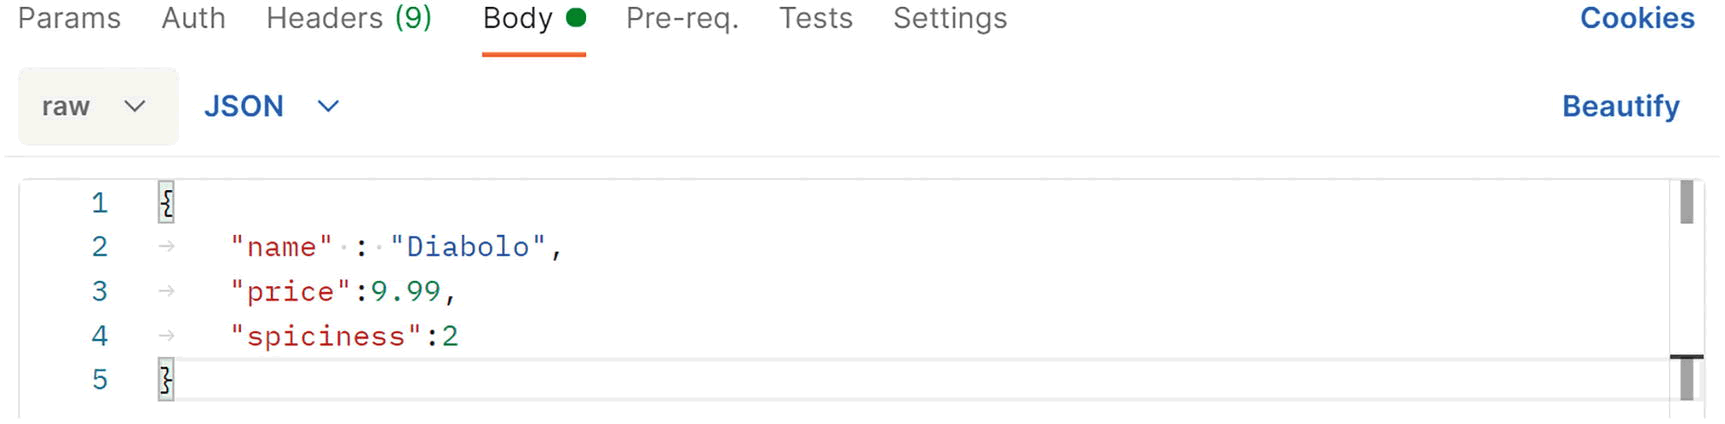 Params Auth Headers (9) Body Pre-req. Tests Settings Cookies
raw JSON Beautify
1 {
2 "name" : "Diabolo",
3 "price":9.99,
4 "spiciness":2
5 }